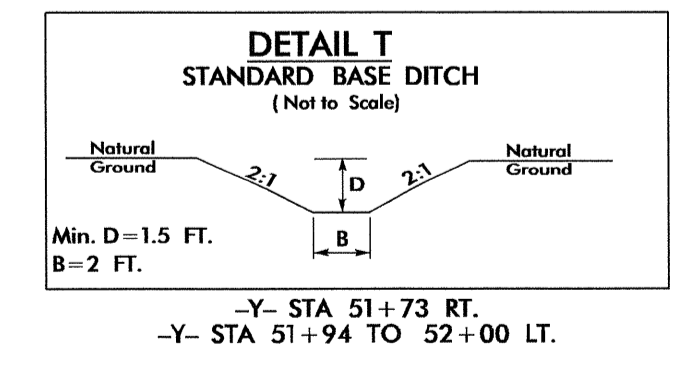 DETAIL T
STANDARD BASE DITCH
(Not to Scale)
Natural
Ground
2:1
D
2:1
Natural
Ground
B
Min. D=1.5 FT.
B=2 FT.
-Y- STA 51+73 RT.
-Y- STA 51+94 TO 52+00 LT.